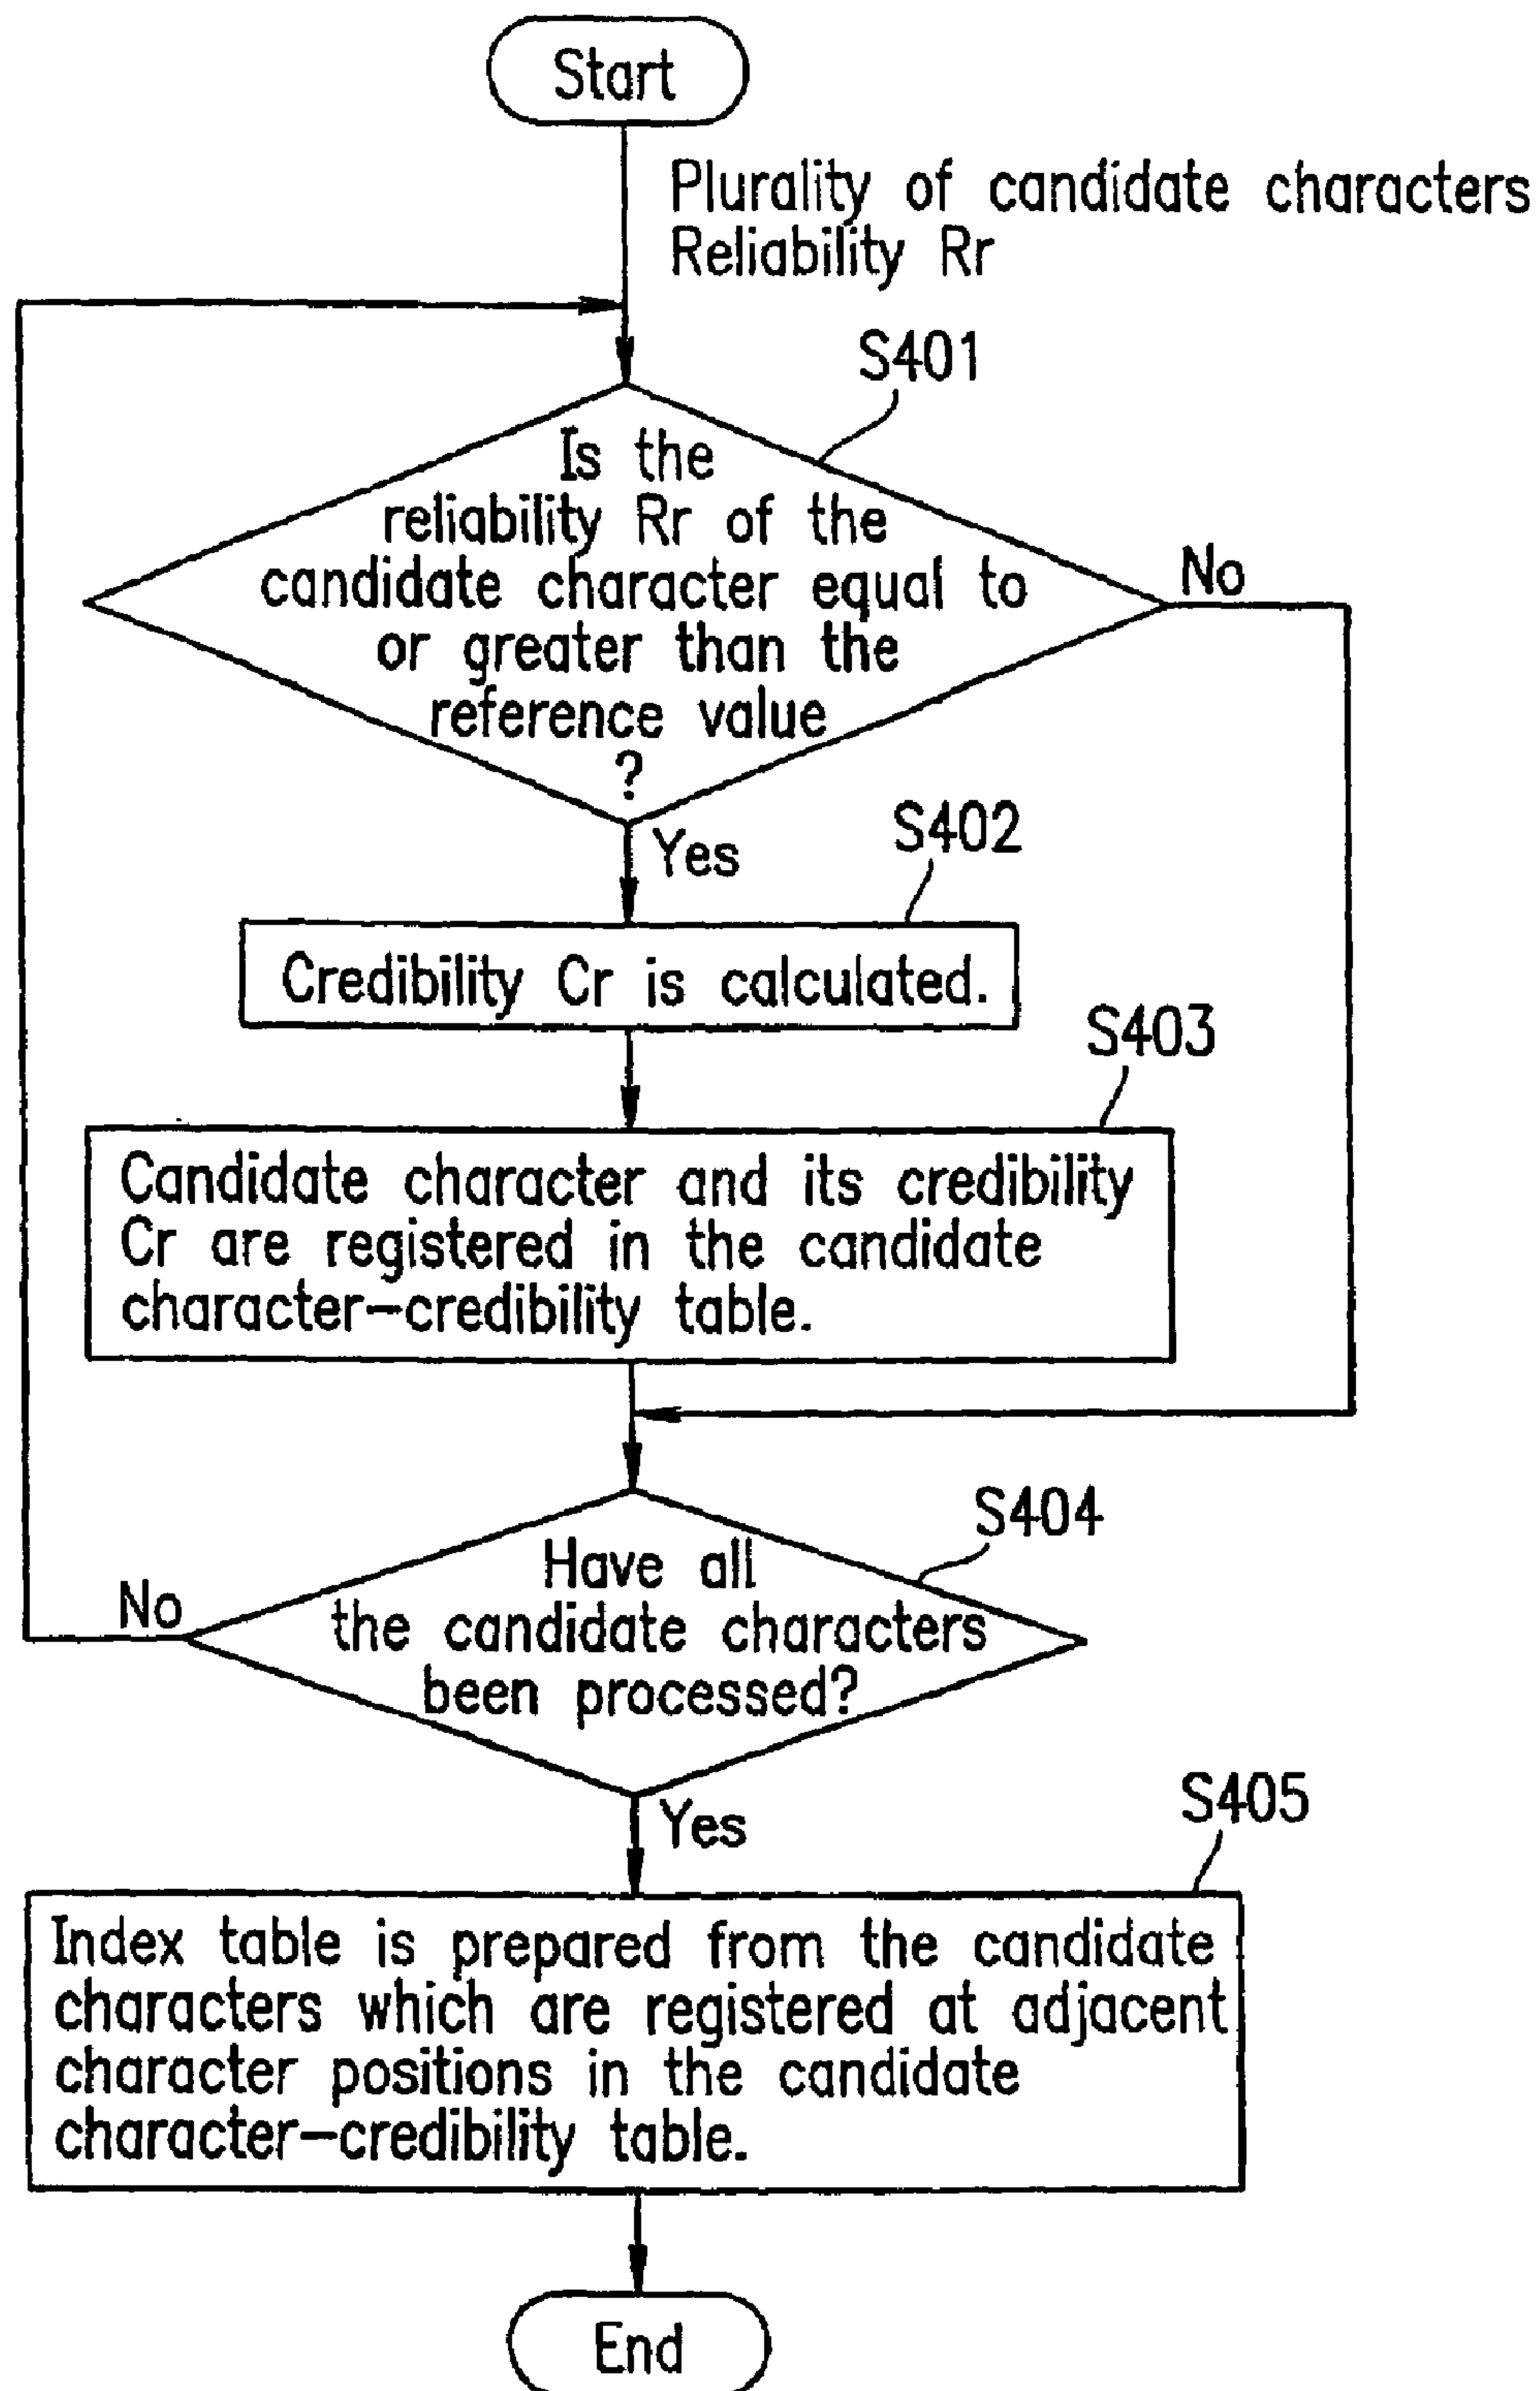 Start
Plurality of candidate characters
Reliability Rr
S401
Is the
reliability Rr of the
candidate character equal to
or greater than the
reference value
?
No
Yes
S402
Credibility Cr is calculated.
S403
Candidate character and its credibility
Cr are registered in the candidate
character-credibility table.
S404
Have all
the candidate characters
been processed?
No
Yes
S405
Index table is prepared from the candidate
characters which are registered at adjacent
character positions in the candidate
character-credibility table.
End